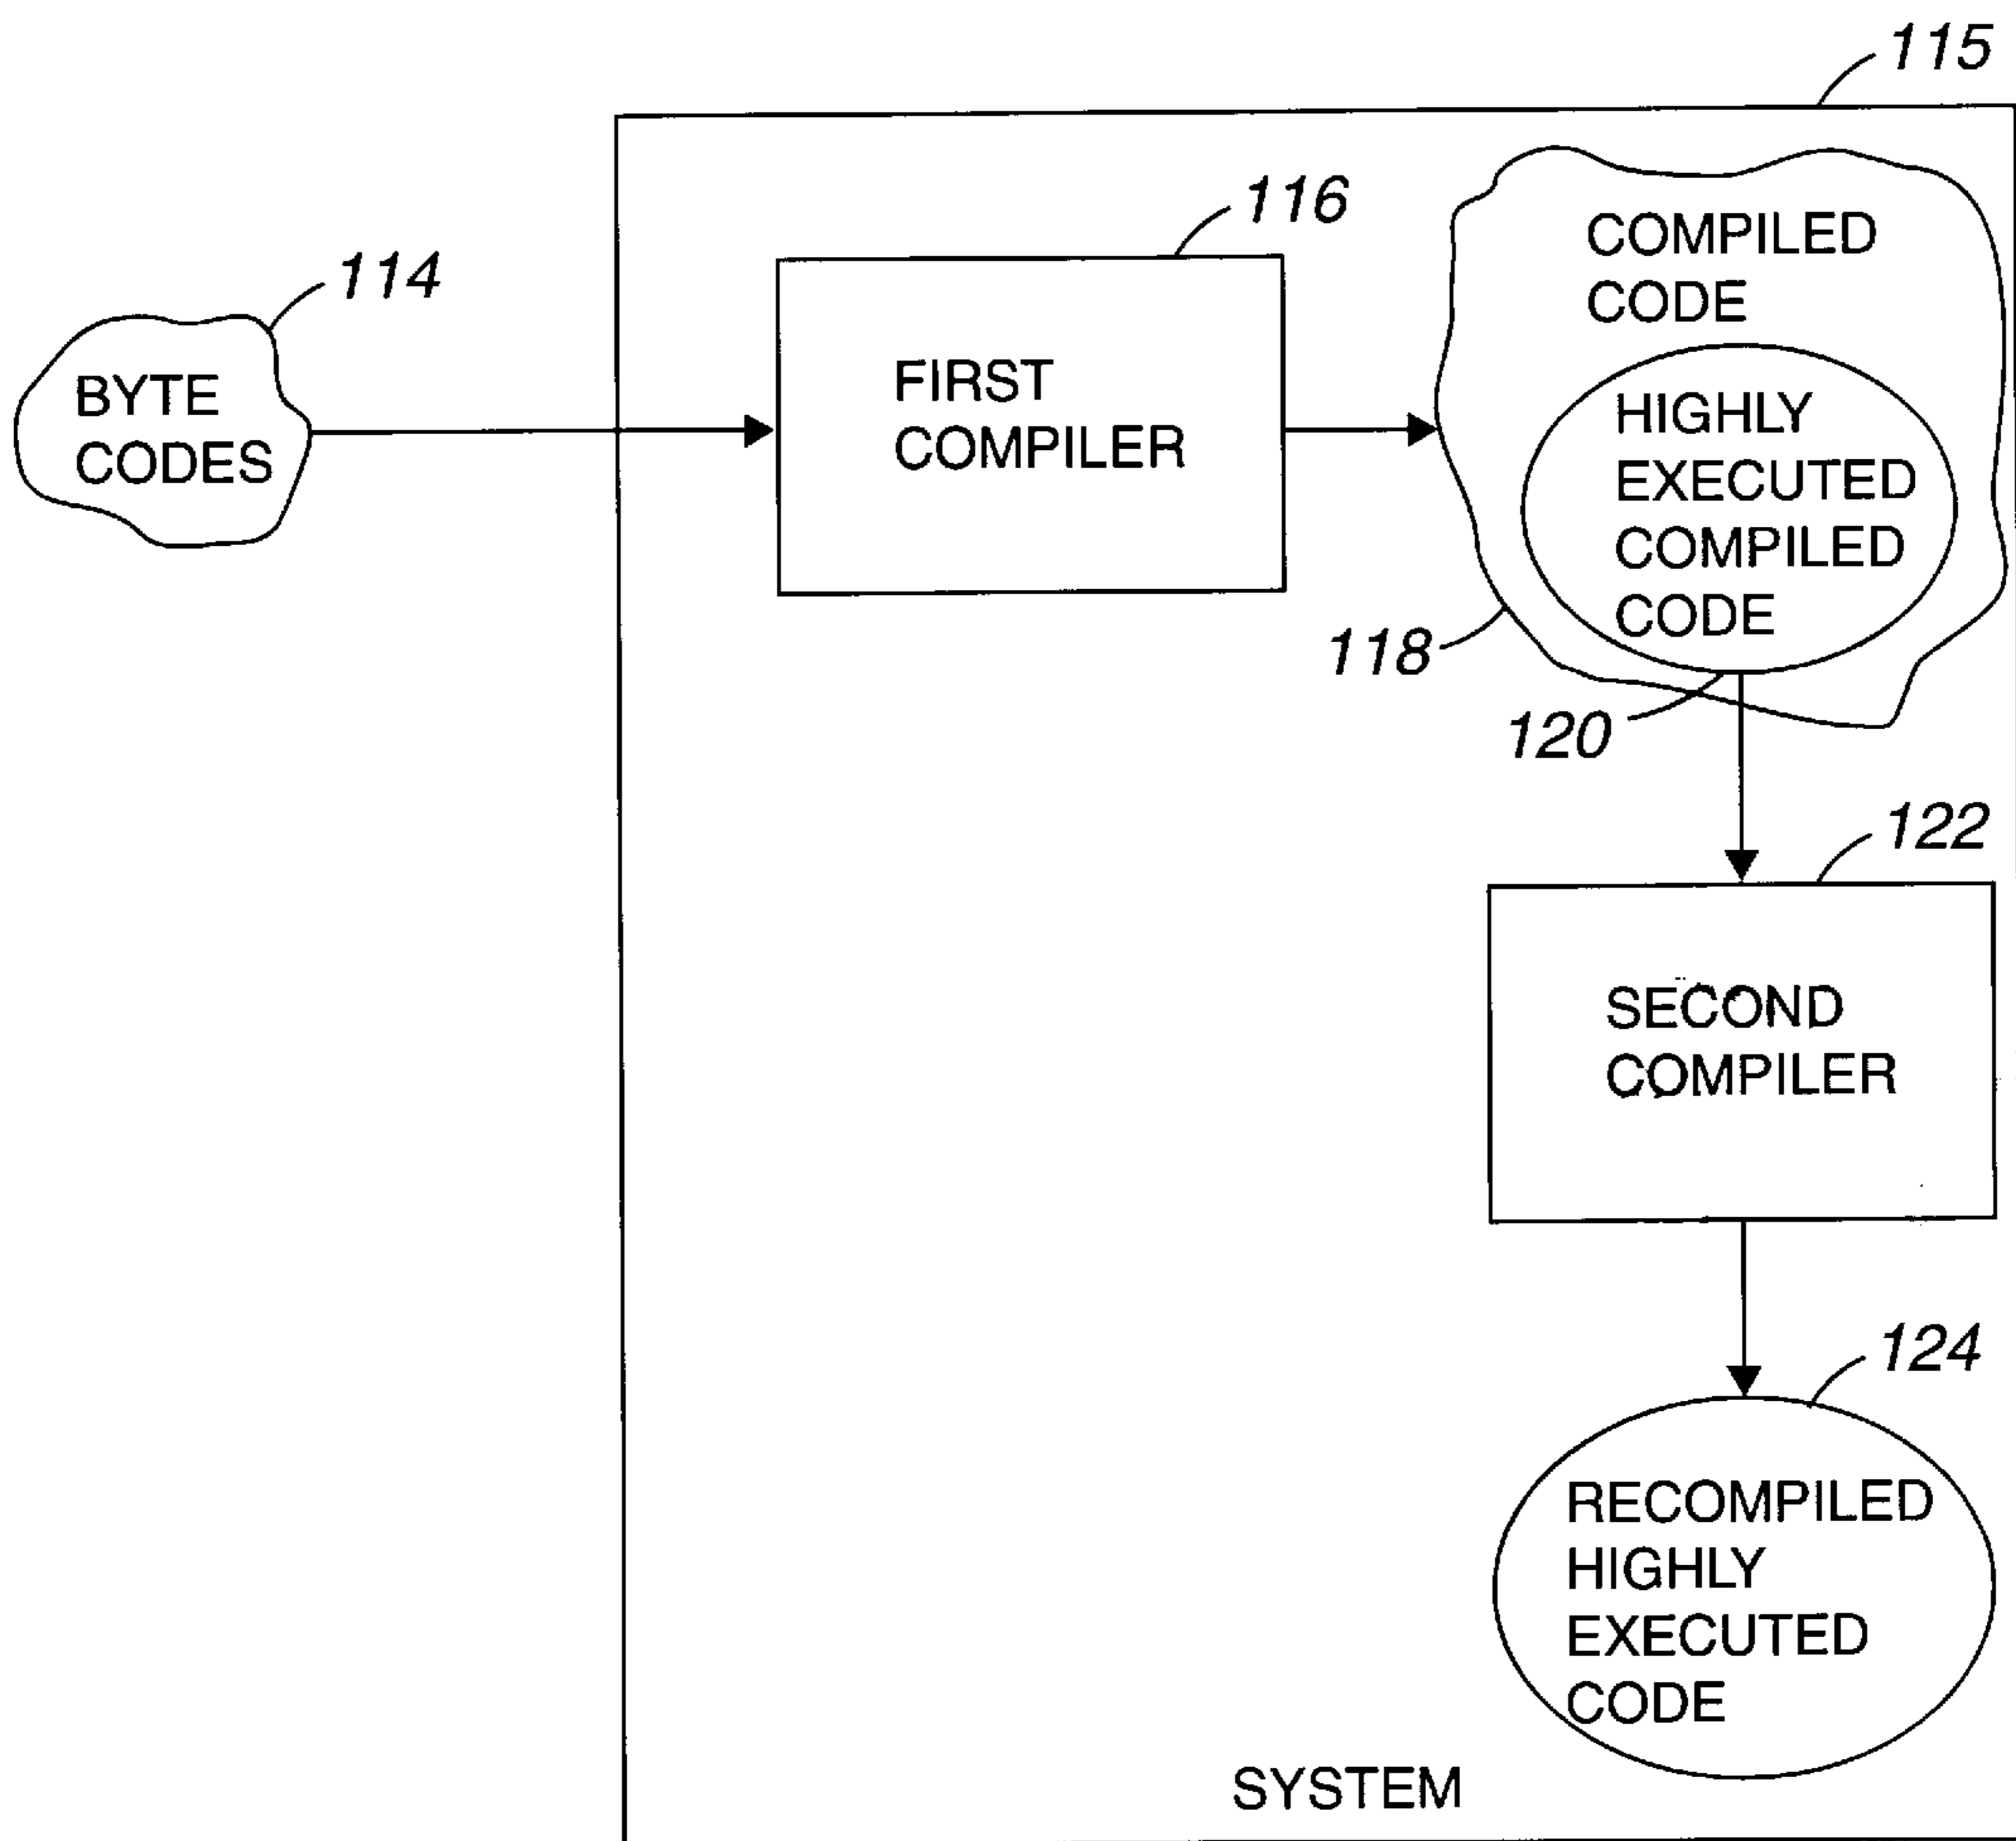 115
116
114
COMPILED
CODE
BYTE
CODES
FIRST
COMPILER
HIGHLY
EXECUTED
COMPILED
CODE
118
120
122
SECOND
COMPILER
124
RECOMPILED
HIGHLY
EXECUTED
CODE
SYSTEM